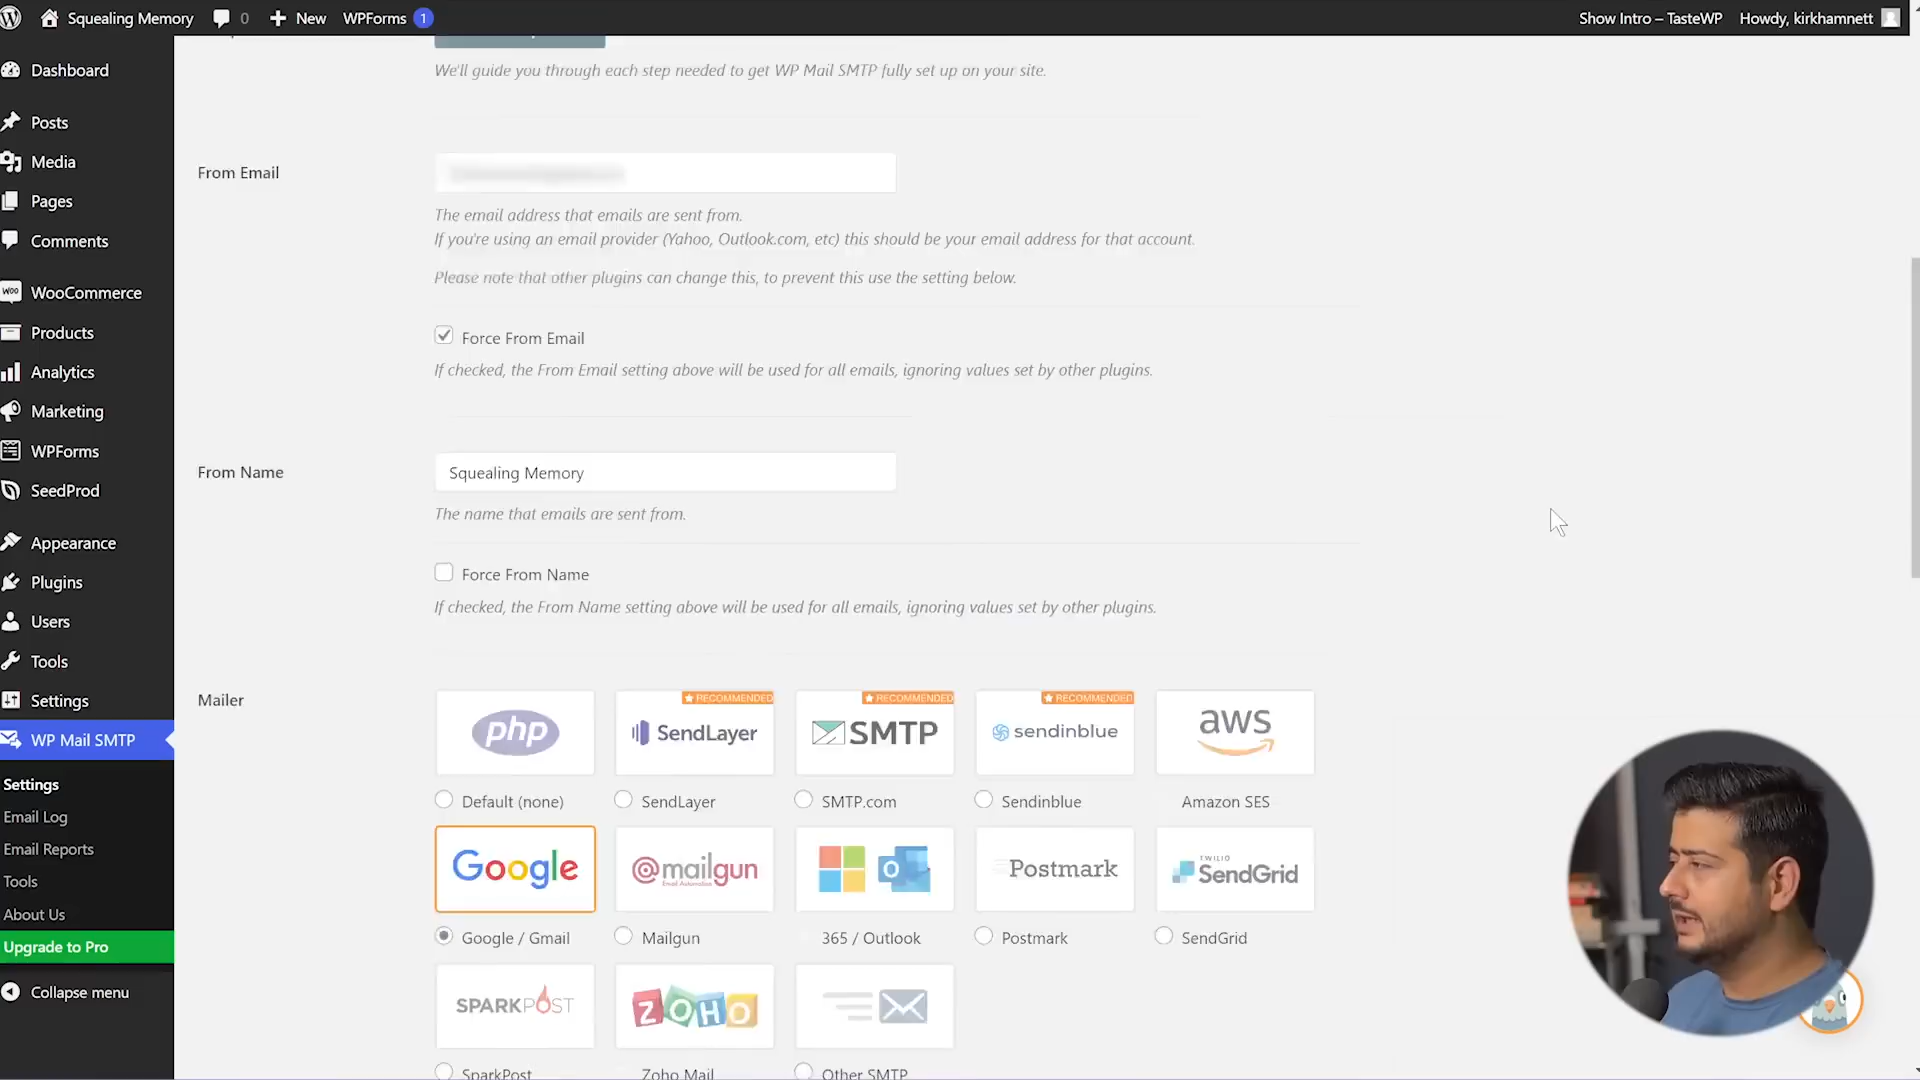 Squealing Memory 0 New WPForms 1 Show Intro – TasteWP Howdy, kirkhamnett
Dashboard
Posts
Media
Pages
Comments
WOO WooCommerce
Products
Analytics
Marketing
WPForms
SeedProd
Appearance
Plugins
Users
Tools
Settings
WP Mail SMTP
Settings
Email Log
Email Reports
Tools
About Us
Upgrade to Pro
Collapse menu
We'll guide you through each step needed to get WP Mail SMTP fully set up on your site.
From Email
The email address that emails are sent from.
If you're using an email provider (Yahoo, Outlook.com, etc) this should be your email address for that account.
Please note that other plugins can change this, to prevent this use the setting below.
Force From Email
If checked, the From Email setting above will be used for all emails, ignoring values set by other plugins.
From Name
Squealing Memory
The name that emails are sent from.
Force From Name
If checked, the From Name setting above will be used for all emails, ignoring values set by other plugins.
Mailer
RECOMMENDED RECOMMENDED RECOMMENDED
php SendLayer SMTP sendinblue aws
Default (none) SendLayer SMTP.com Sendinblue Amazon SES
Google mailgun Email Automation O Postmark TWILIO SendGrid
Google / Gmail Mailgun 365 / Outlook Postmark SendGrid
SPARKPOST ZOHO
SparkPost Zoho Mail Other SMTP